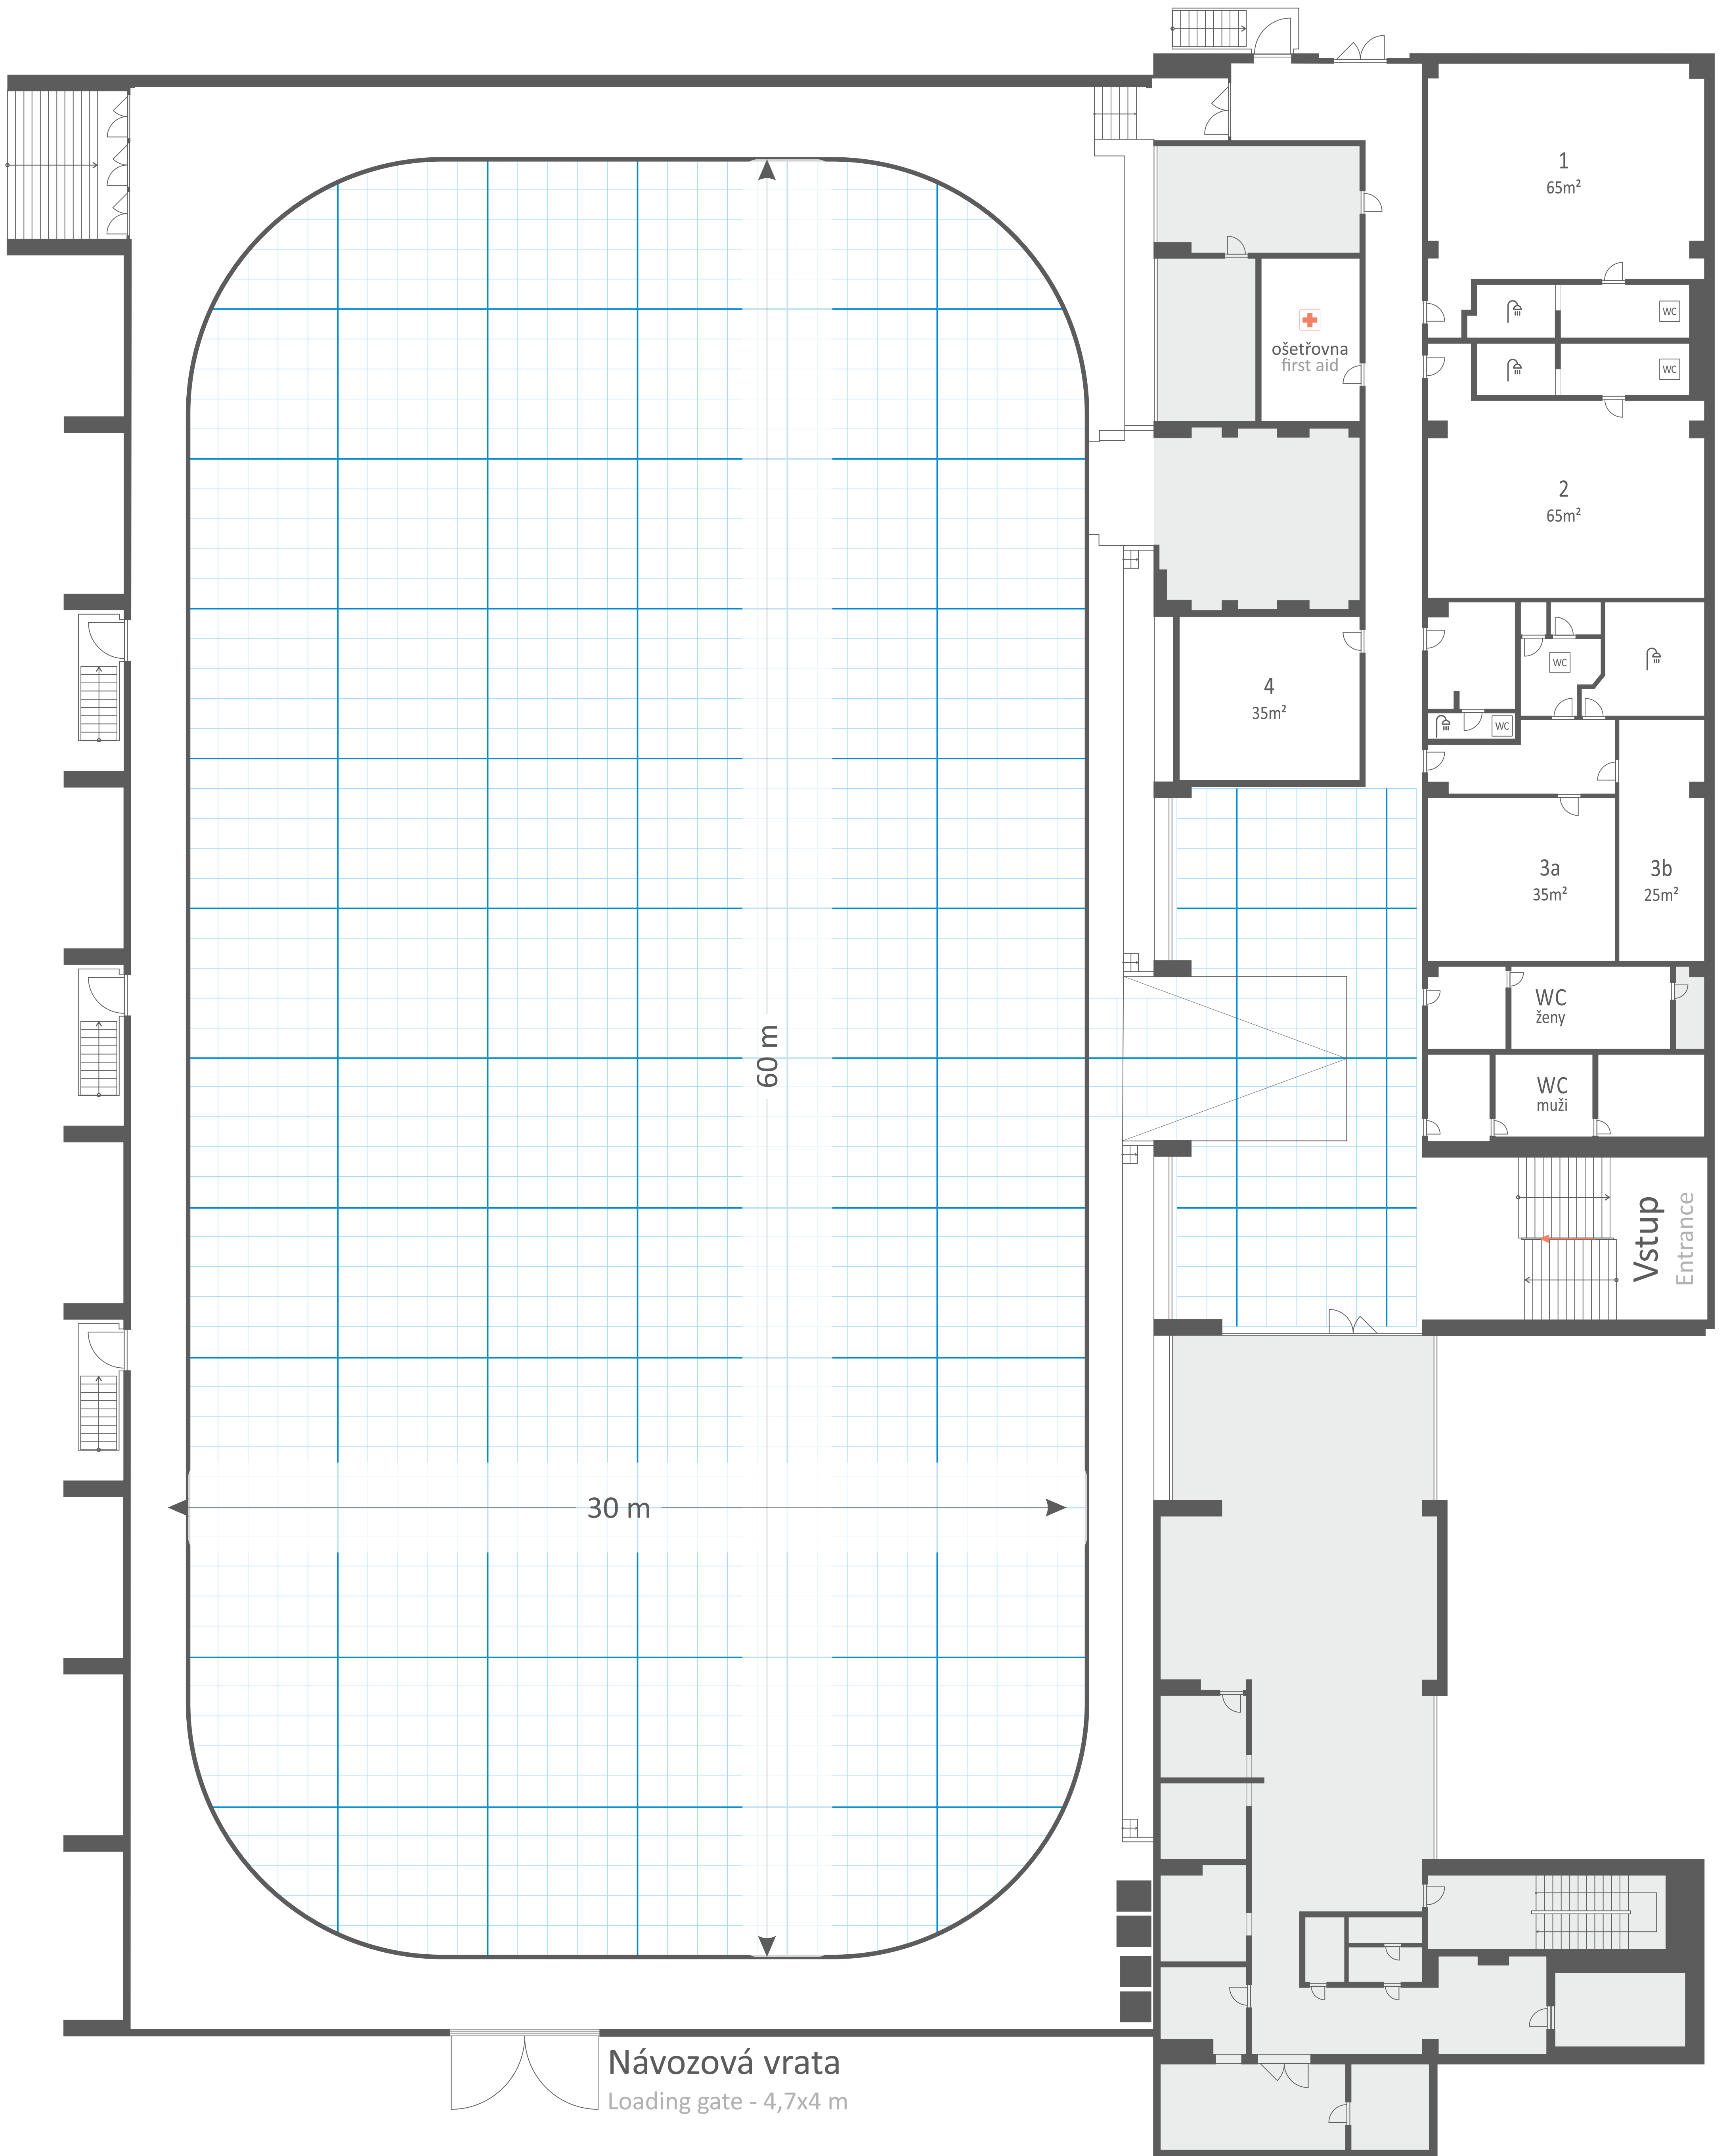 1
65m²
WC
WC
ošetřovna
first aid
2
65m²
WC
WC
4
35m²
3a
35m²
3b
25m²
WC
ženy
WC
muži
60 m
Vstup
Entrance
30 m
Návozová vrata
Loading gate - 4,7x4 m